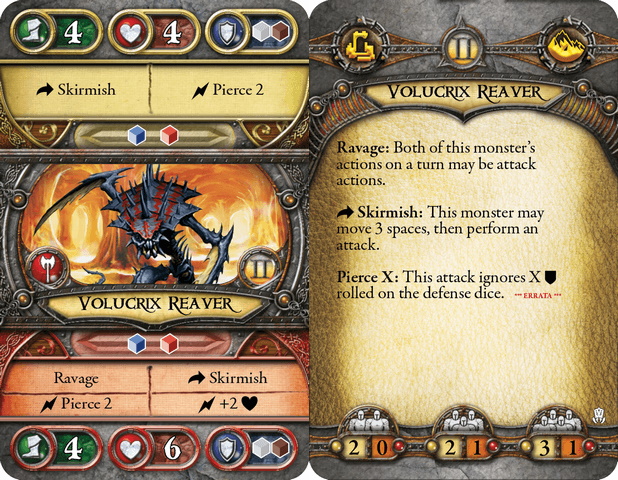 4 4
Skirmish Pierce 2
II
VOLUCRIX REAVER
Ravage Skirmish
Pierce 2 +2
4 6
II
VOLUCRIX REAVER
Ravage: Both of this monster's
actions on a turn may be attack
actions.
Skirmish: This monster may
move 3 spaces, then perform an
attack.
Pierce X: This attack ignores X
rolled on the defense dice. *** ERRATA ***
2 0 2 1 3 1